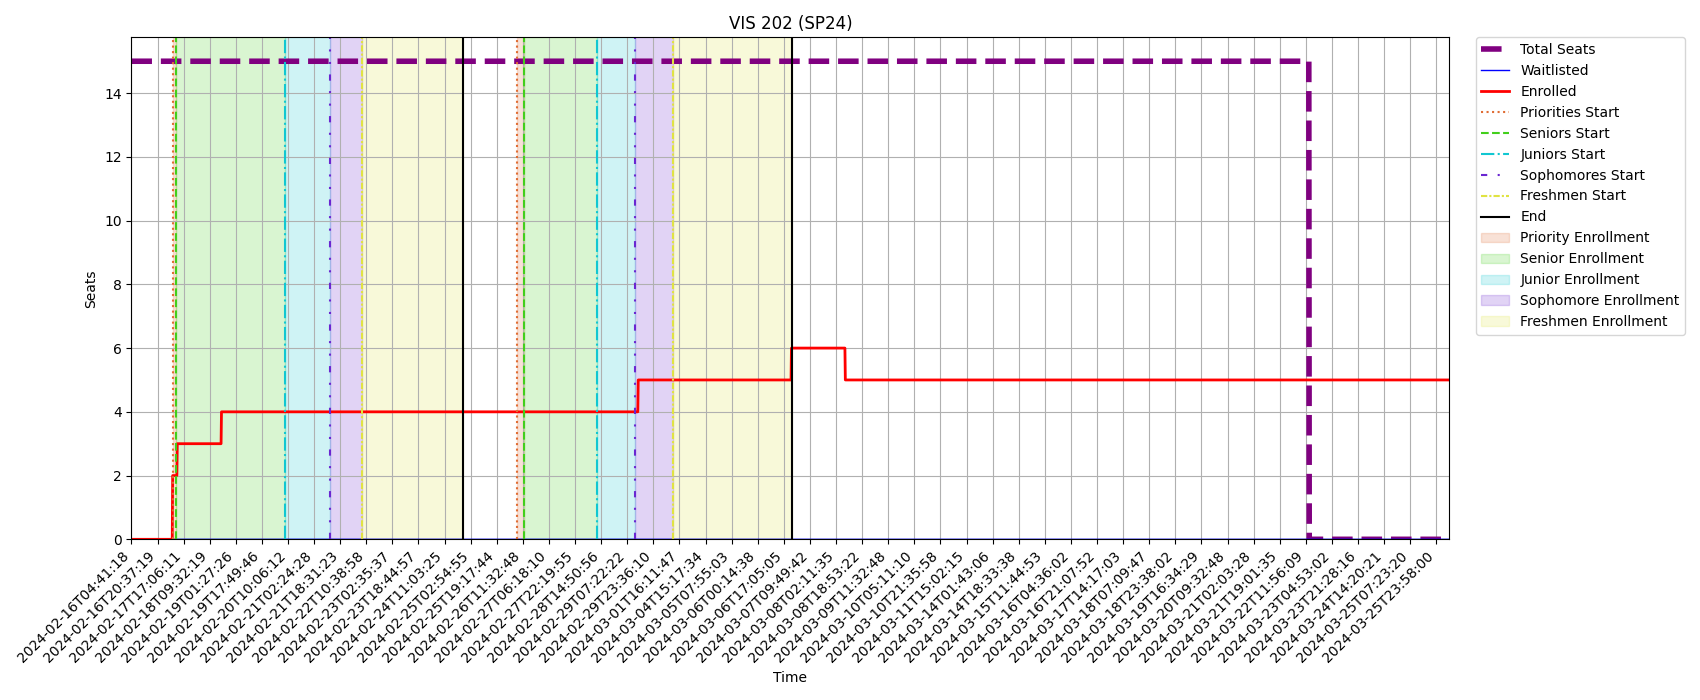 VIS 202 (SP24)
Seats
14
12
10
8
6
4
2
0
2024-02-16T04:41:18
2024-02-16T20:37:19
2024-02-17T17:06:11
2024-02-18T09:32:19
2024-02-19T01:27:26
2024-02-19T17:49:46
2024-02-20T10:06:12
2024-02-21T02:24:28
2024-02-21T18:31:23
2024-02-22T10:38:58
2024-02-23T02:35:37
2024-02-23T18:44:57
2024-02-24T11:03:25
2024-02-25T02:54:55
2024-02-25T19:17:44
2024-02-26T11:32:48
2024-02-27T06:18:10
2024-02-27T22:19:55
2024-02-28T14:50:56
2024-02-29T07:22:22
2024-02-29T23:36:10
2024-03-01T16:11:47
2024-03-04T15:17:34
2024-03-05T07:55:03
2024-03-06T00:14:38
2024-03-06T17:05:05
2024-03-07T09:49:42
2024-03-08T02:11:35
2024-03-08T18:53:22
2024-03-09T11:32:48
2024-03-10T05:11:10
2024-03-10T21:35:58
2024-03-11T15:02:15
2024-03-14T01:43:06
2024-03-14T18:33:38
2024-03-15T11:44:53
2024-03-16T04:36:02
2024-03-16T21:07:52
2024-03-17T14:17:03
2024-03-18T07:09:47
2024-03-18T23:38:02
2024-03-19T16:34:29
2024-03-20T09:32:48
2024-03-21T02:03:28
2024-03-21T19:01:35
2024-03-22T11:56:09
2024-03-23T04:53:02
2024-03-23T21:28:16
2024-03-24T14:20:21
2024-03-25T07:23:20
2024-03-25T23:58:00
Time
Total Seats
Waitlisted
Enrolled
Priorities Start
Seniors Start
Juniors Start
Sophomores Start
Freshmen Start
End
Priority Enrollment
Senior Enrollment
Junior Enrollment
Sophomore Enrollment
Freshmen Enrollment